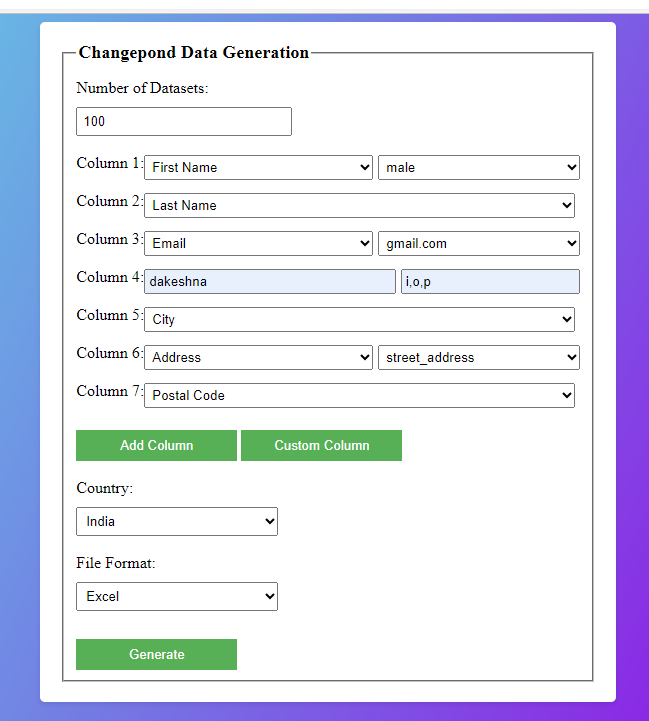 Changepond Data Generation
Number of Datasets:
100
Column 1: First Name male
Column 2: Last Name
Column 3: Email gmail.com
Column 4: dakeshna i,o,p
Column 5: City
Column 6: Address street_address
Column 7: Postal Code
Add Column Custom Column
Country:
India
File Format:
Excel
Generate